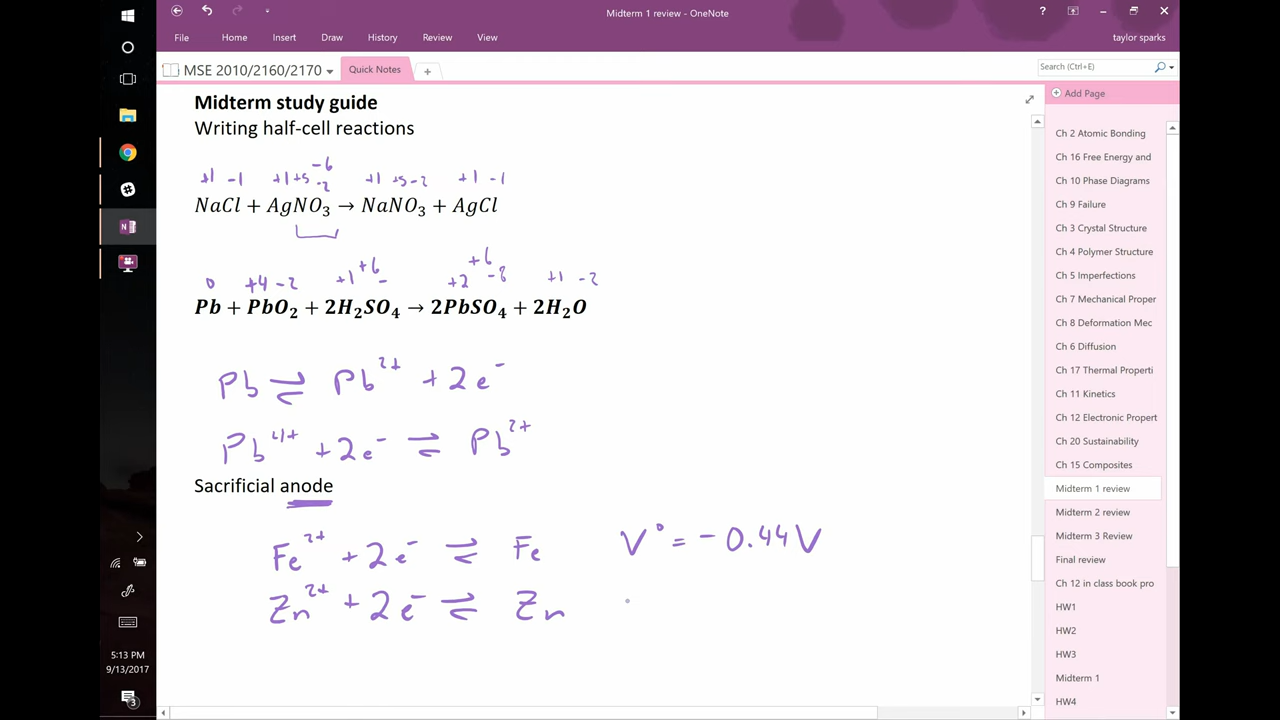 Midterm 1 review - OneNote
?
File Home Insert Draw History Review View
taylor sparks
MSE 2010/2160/2170
Quick Notes
+
Search (Ctrl+E)
Midterm study guide
Writing half-cell reactions
-6
+1 -1 +1 +5 -2 +1 +5 -2 +1 -1
NaCl + AgNO₃ → NaNO₃ + AgCl
+6 +6
0 +4 -2 +1 - +2 -8 +1 -2
Pb + PbO₂ + 2H₂SO₄ → 2PbSO₄ + 2H₂O
Pb ⇌ Pb²⁺ + 2e⁻
Pb⁴⁺ + 2e⁻ ⇌ Pb²⁺
Sacrificial anode
Fe²⁺ + 2e⁻ ⇌ Fe V° = -0.44V
Zn²⁺ + 2e⁻ ⇌ Zn
Add Page
Ch 2 Atomic Bonding
Ch 16 Free Energy and
Ch 10 Phase Diagrams
Ch 9 Failure
Ch 3 Crystal Structure
Ch 4 Polymer Structure
Ch 5 Imperfections
Ch 7 Mechanical Proper
Ch 8 Deformation Mec
Ch 6 Diffusion
Ch 17 Thermal Properti
Ch 11 Kinetics
Ch 12 Electronic Propert
Ch 20 Sustainability
Ch 15 Composites
Midterm 1 review
Midterm 2 review
Midterm 3 Review
Final review
Ch 12 in class book pro
HW1
HW2
HW3
Midterm 1
HW4
5:13 PM
9/13/2017
3